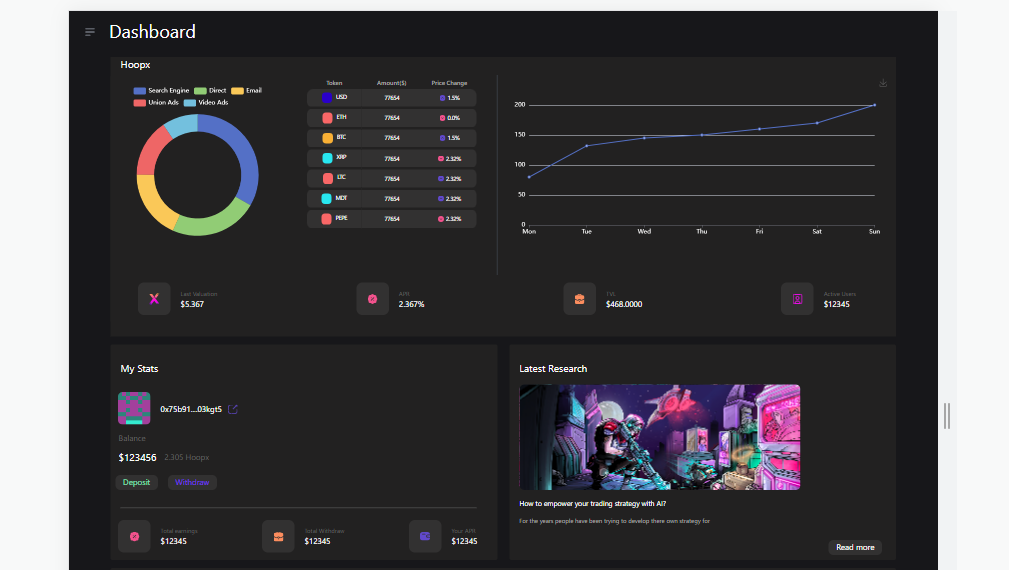 Dashboard
Hoopx
Search Engine Direct Email
Union Ads Video Ads
Token Amount($) Price Change
USD 77654 1.5%
ETH 77654 0.0%
BTC 77654 1.5%
XRP 77654 2.32%
LTC 77654 2.32%
MDT 77654 2.32%
PEPE 77654 2.32%
200
150
100
50
0
Mon Tue Wed Thu Fri Sat Sun
Last Valuation
$5.367
APR
2.367%
TVL
$468.0000
Active Users
$12345
My Stats
0x75b91...03kgt5
Balance
$123456 2.305 Hoopx
Deposit Withdraw
Total earnings
$12345
Total Withdraw
$12345
Your APR
$12345
Latest Research
How to empower your trading strategy with AI?
For the years people have been trying to develop there own strategy for
Read more